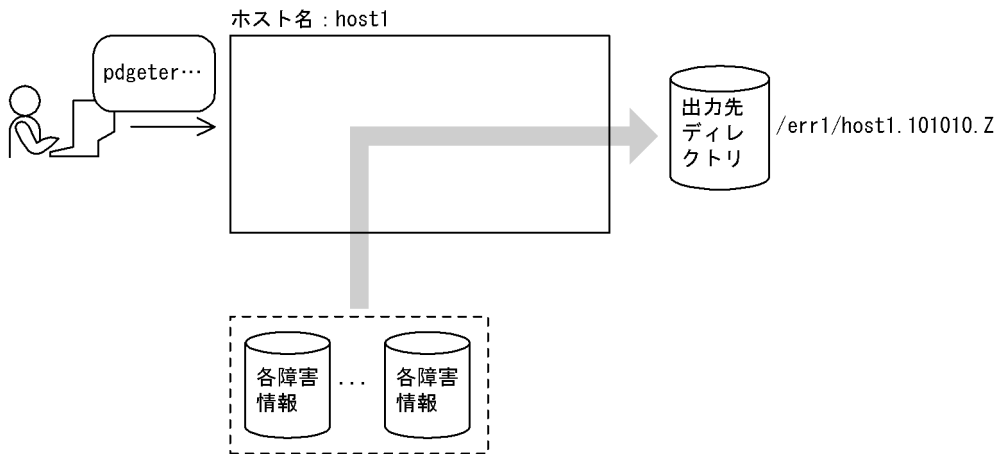 ホスト名：host1
pdgeter…
出力先
ディレ
クトリ
/err1/host1.101010.Z
各障害
情報
...
各障害
情報